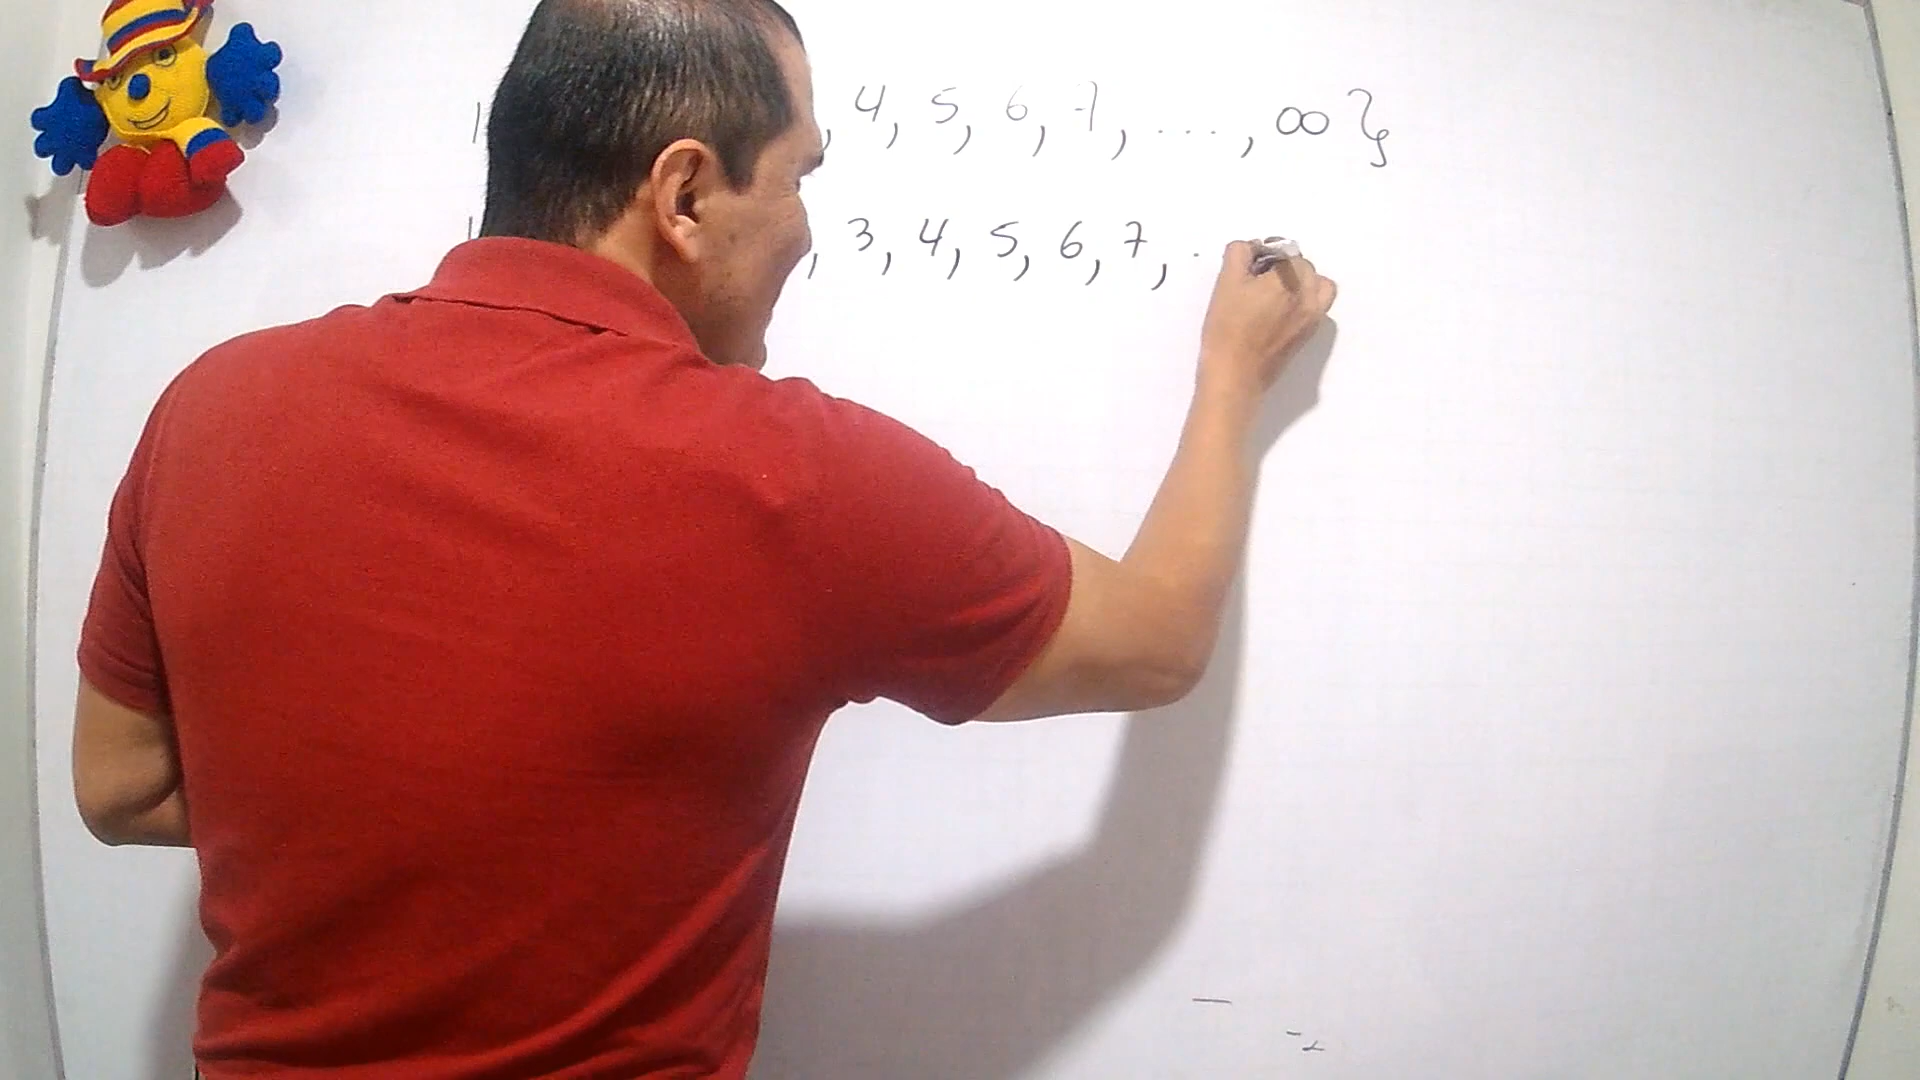 , 4, 5, 6, 7, ..., ∞ }
, 3, 4, 5, 6, 7, .